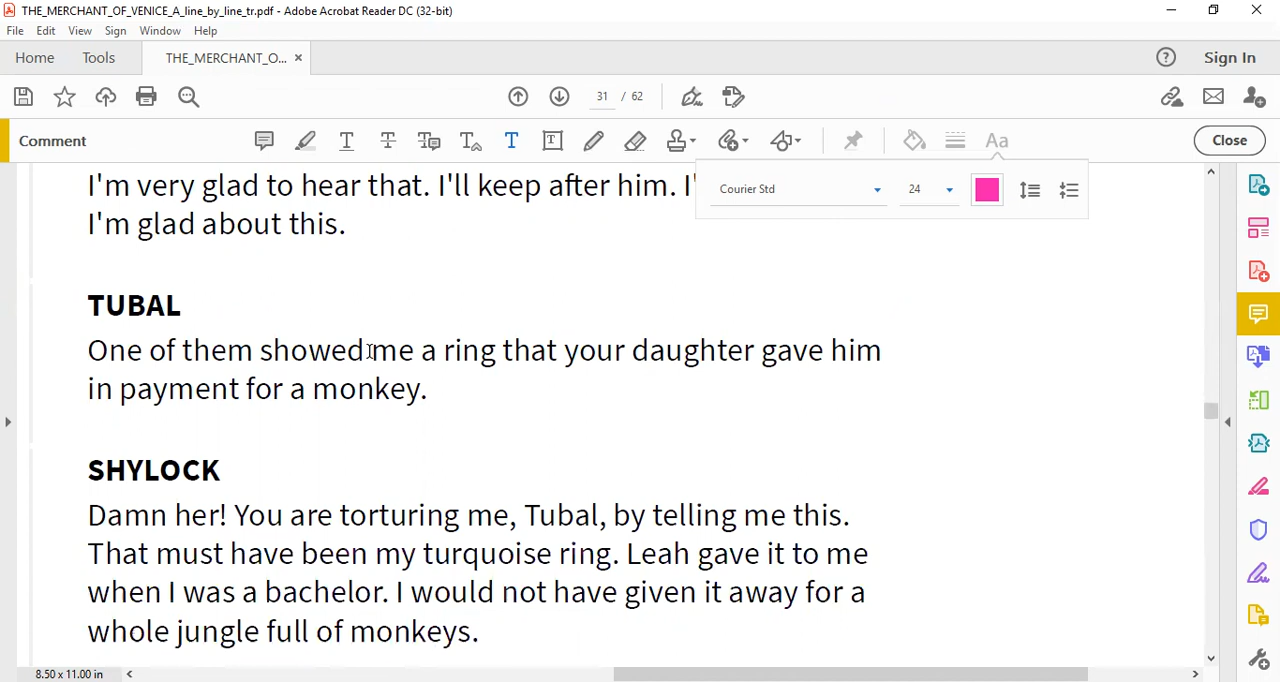 THE_MERCHANT_OF_VENICE_A_line_by_line_tr.pdf - Adobe Acrobat Reader DC (32-bit)
File Edit View Sign Window Help
Home Tools THE_MERCHANT_O... × Sign In
31 / 62
Comment Close
Courier Std 24
I'm very glad to hear that. I'll keep after him. I'
I'm glad about this.
TUBAL
One of them showed me a ring that your daughter gave him
in payment for a monkey.
SHYLOCK
Damn her! You are torturing me, Tubal, by telling me this.
That must have been my turquoise ring. Leah gave it to me
when I was a bachelor. I would not have given it away for a
whole jungle full of monkeys.
8.50 x 11.00 in